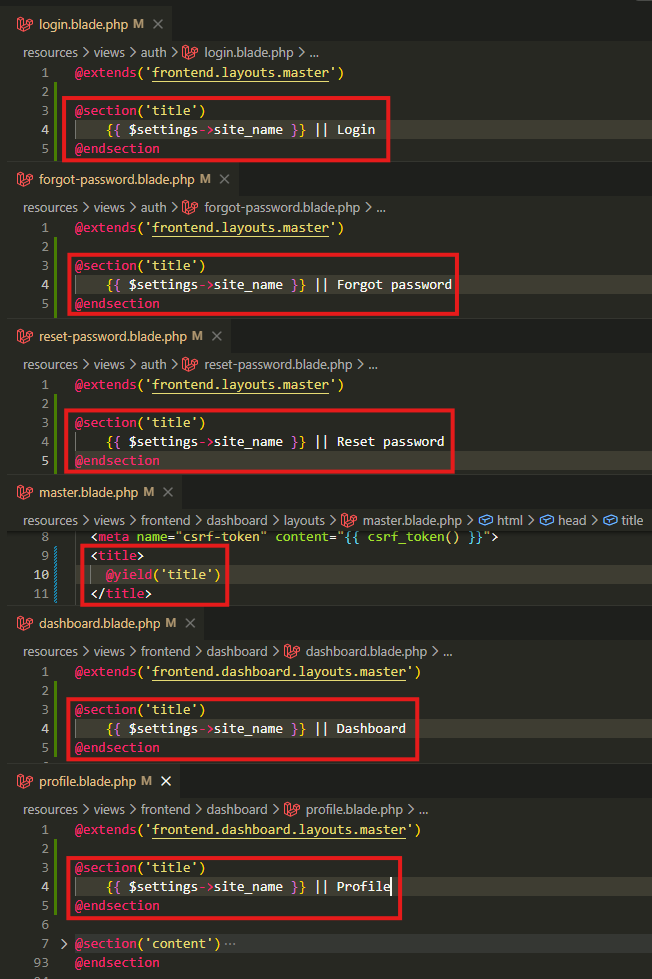 login.blade.php M ×
resources > views > auth > login.blade.php > ...
1 @extends('frontend.layouts.master')
2
3 @section('title')
4 {{ $settings->site_name }} || Login
5 @endsection
forgot-password.blade.php M ×
resources > views > auth > forgot-password.blade.php > ...
1 @extends('frontend.layouts.master')
2
3 @section('title')
4 {{ $settings->site_name }} || Forgot password
5 @endsection
reset-password.blade.php M ×
resources > views > auth > reset-password.blade.php > ...
1 @extends('frontend.layouts.master')
2
3 @section('title')
4 {{ $settings->site_name }} || Reset password
5 @endsection
master.blade.php M ×
resources > views > frontend > dashboard > layouts > master.blade.php > html > head > title
8 <meta name="csrf-token" content="{{ csrf_token() }}">
9 <title>
10 @yield('title')
11 </title>
dashboard.blade.php M ×
resources > views > frontend > dashboard > dashboard.blade.php > ...
1 @extends('frontend.dashboard.layouts.master')
2
3 @section('title')
4 {{ $settings->site_name }} || Dashboard
5 @endsection
profile.blade.php M ×
resources > views > frontend > dashboard > profile.blade.php > ...
1 @extends('frontend.dashboard.layouts.master')
2
3 @section('title')
4 {{ $settings->site_name }} || Profile
5 @endsection
6
7 > @section('content') ...
93 @endsection